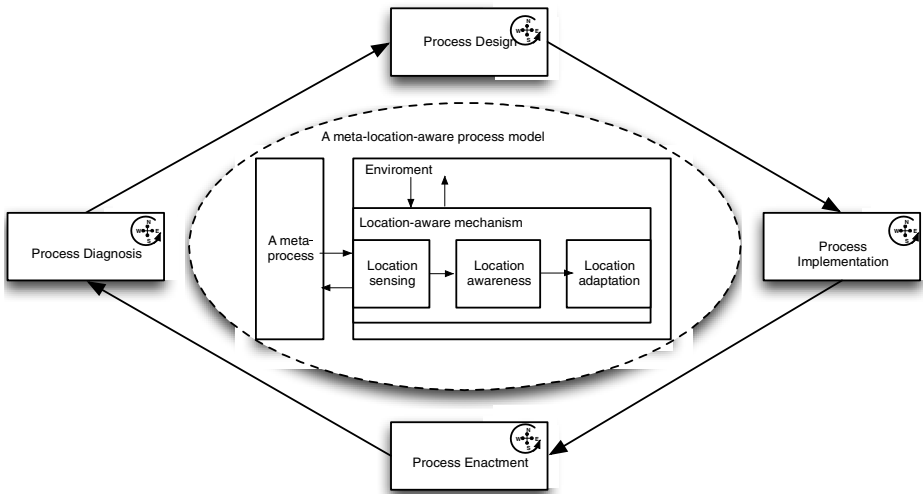 Process Design
N
W E
S
A meta-location-aware process model
Enviroment
Location-aware mechanism
A meta-
process
Location
sensing
Location
awareness
Location
adaptation
N
W E
S
Process Diagnosis
N
W E
S
Process
Implementation
N
W E
S
Process Enactment